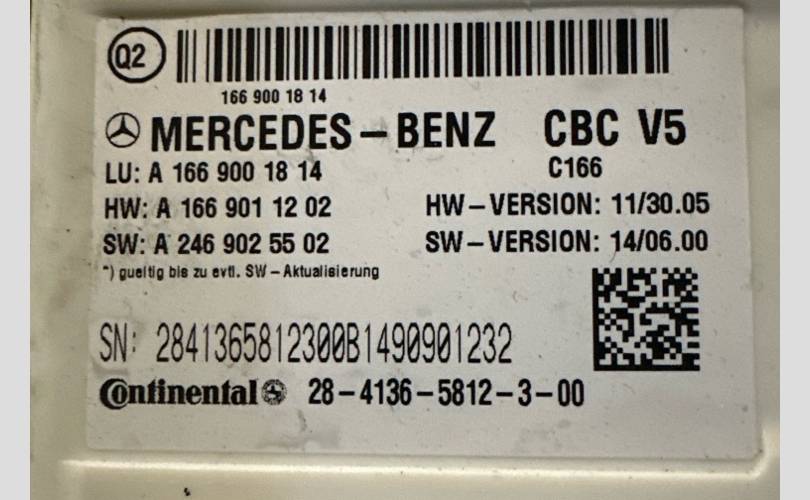 Q2
166 900 18 14
MERCEDES-BENZ CBC V5
C166
LU: A 166 900 18 14
HW: A 166 901 12 02 HW-VERSION: 11/30.05
SW: A 246 902 55 02 SW-VERSION: 14/06.00
*) gueltig bis zu evtl. SW-Aktualisierung
SN: 2841365812300B1490901232
Continental 28-4136-5812-3-00